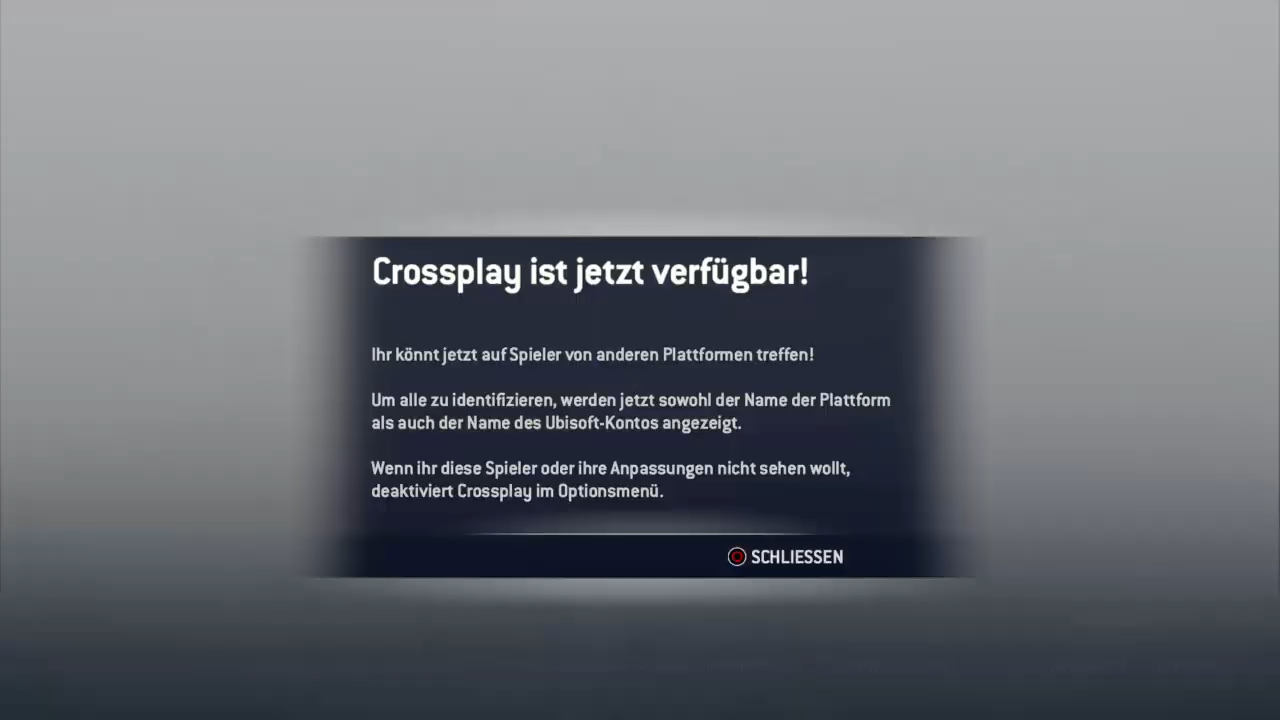 Crossplay ist jetzt verfügbar!
Ihr könnt jetzt auf Spieler von anderen Plattformen treffen!
Um alle zu identifizieren, werden jetzt sowohl der Name der Plattform
als auch der Name des Ubisoft-Kontos angezeigt.
Wenn ihr diese Spieler oder ihre Anpassungen nicht sehen wollt,
deaktiviert Crossplay im Optionsmenü.
SCHLIESSEN